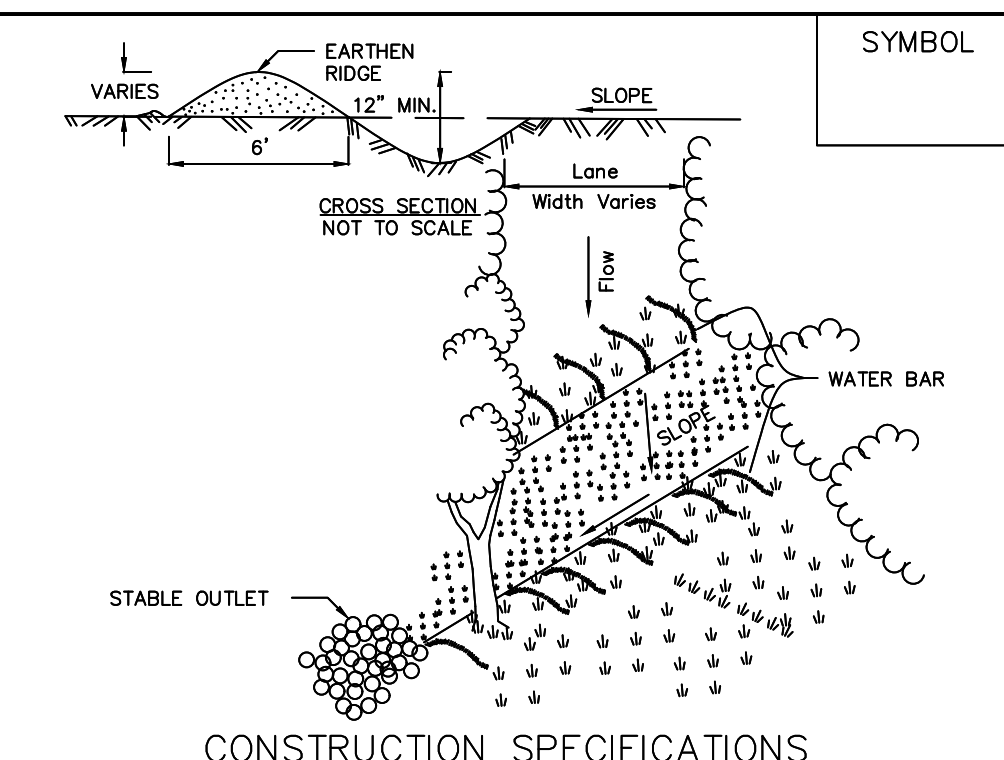 SYMBOL
EARTHEN
RIDGE
VARIES
12" MIN.
SLOPE
6'
Lane
Width Varies
CROSS SECTION
NOT TO SCALE
Flow
WATER BAR
SLOPE
STABLE OUTLET
CONSTRUCTION SPECIFICATIONS